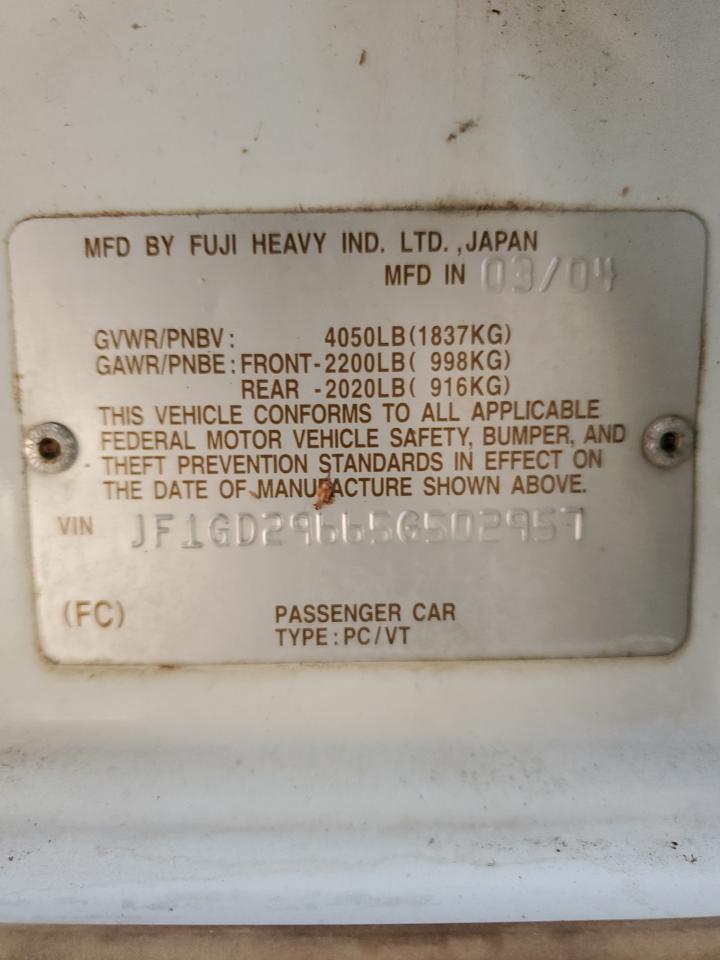 MFD BY FUJI HEAVY IND. LTD. ,JAPAN
MFD IN 03/04
GVWR/PNBV: 4050LB(1837KG)
GAWR/PNBE: FRONT-2200LB( 998KG)
REAR -2020LB( 916KG)
THIS VEHICLE CONFORMS TO ALL APPLICABLE
FEDERAL MOTOR VEHICLE SAFETY, BUMPER, AND
THEFT PREVENTION STANDARDS IN EFFECT ON
THE DATE OF MANUFACTURE SHOWN ABOVE.
VIN JF1GD29665G502957
(FC) PASSENGER CAR
TYPE: PC/VT